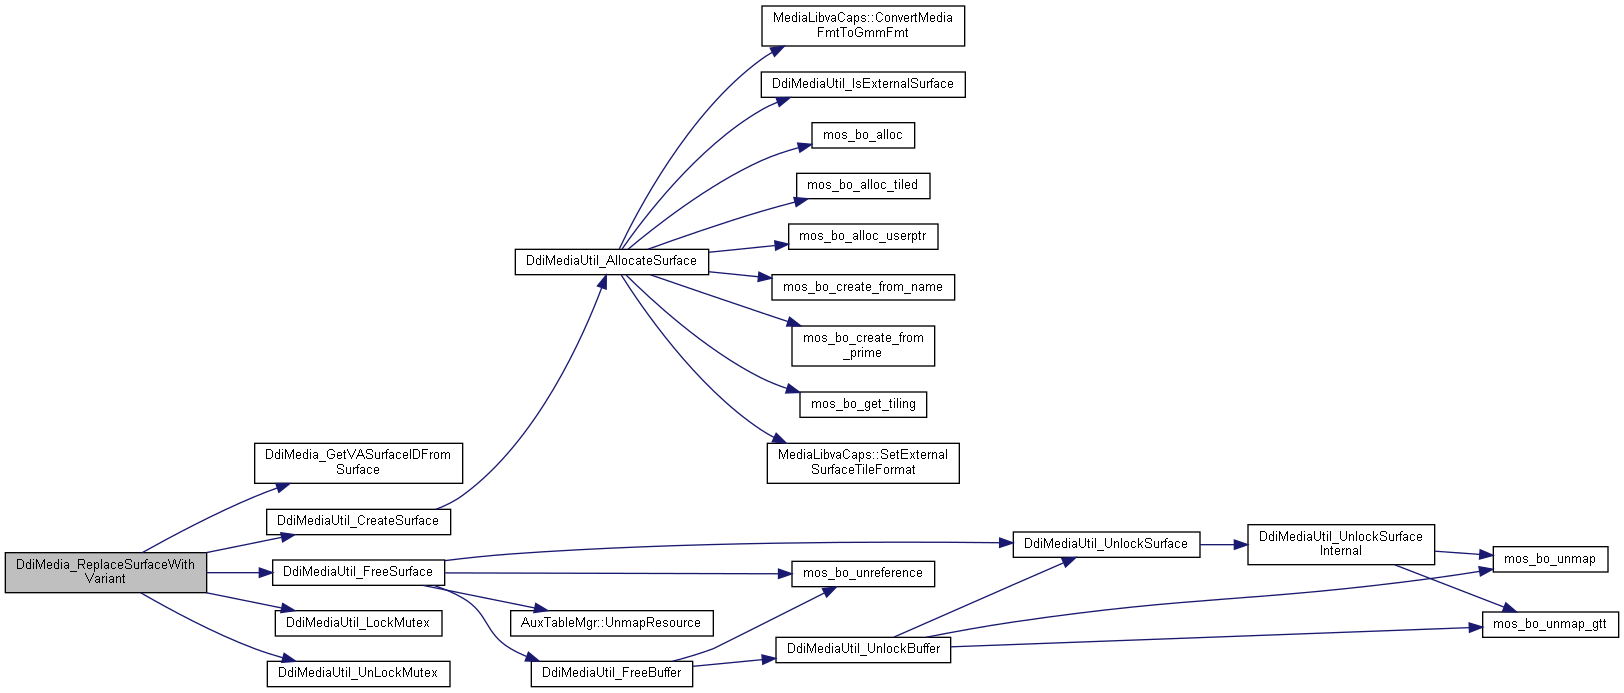 MediaLibvaCaps::ConvertMedia
FmtToGmmFmt
DdiMediaUtil_IsExternalSurface
mos_bo_alloc
mos_bo_alloc_tiled
mos_bo_alloc_userptr
DdiMediaUtil_AllocateSurface
mos_bo_create_from_name
mos_bo_create_from
_prime
mos_bo_get_tiling
DdiMedia_GetVASurfaceIDFrom
Surface
MediaLibvaCaps::SetExternal
SurfaceTileFormat
DdiMediaUtil_CreateSurface
DdiMedia_ReplaceSurfaceWith
Variant
DdiMediaUtil_FreeSurface
DdiMediaUtil_UnlockSurface
DdiMediaUtil_UnlockSurface
Internal
mos_bo_unmap
mos_bo_unreference
DdiMediaUtil_LockMutex
AuxTableMgr::UnmapResource
mos_bo_unmap_gtt
DdiMediaUtil_UnlockBuffer
DdiMediaUtil_UnLockMutex
DdiMediaUtil_FreeBuffer